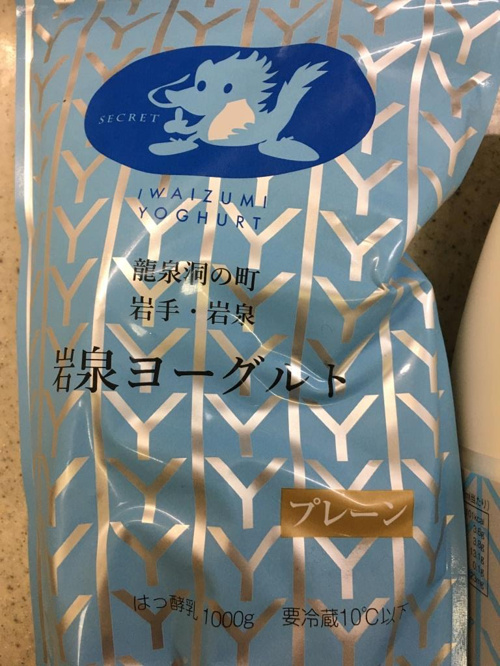 SECRET
IWAIZUMI
YOGHURT
龍泉洞の町
岩手・岩泉
岩泉ヨーグルト
プレーン
はっ酵乳 1000g 要冷蔵10℃以下